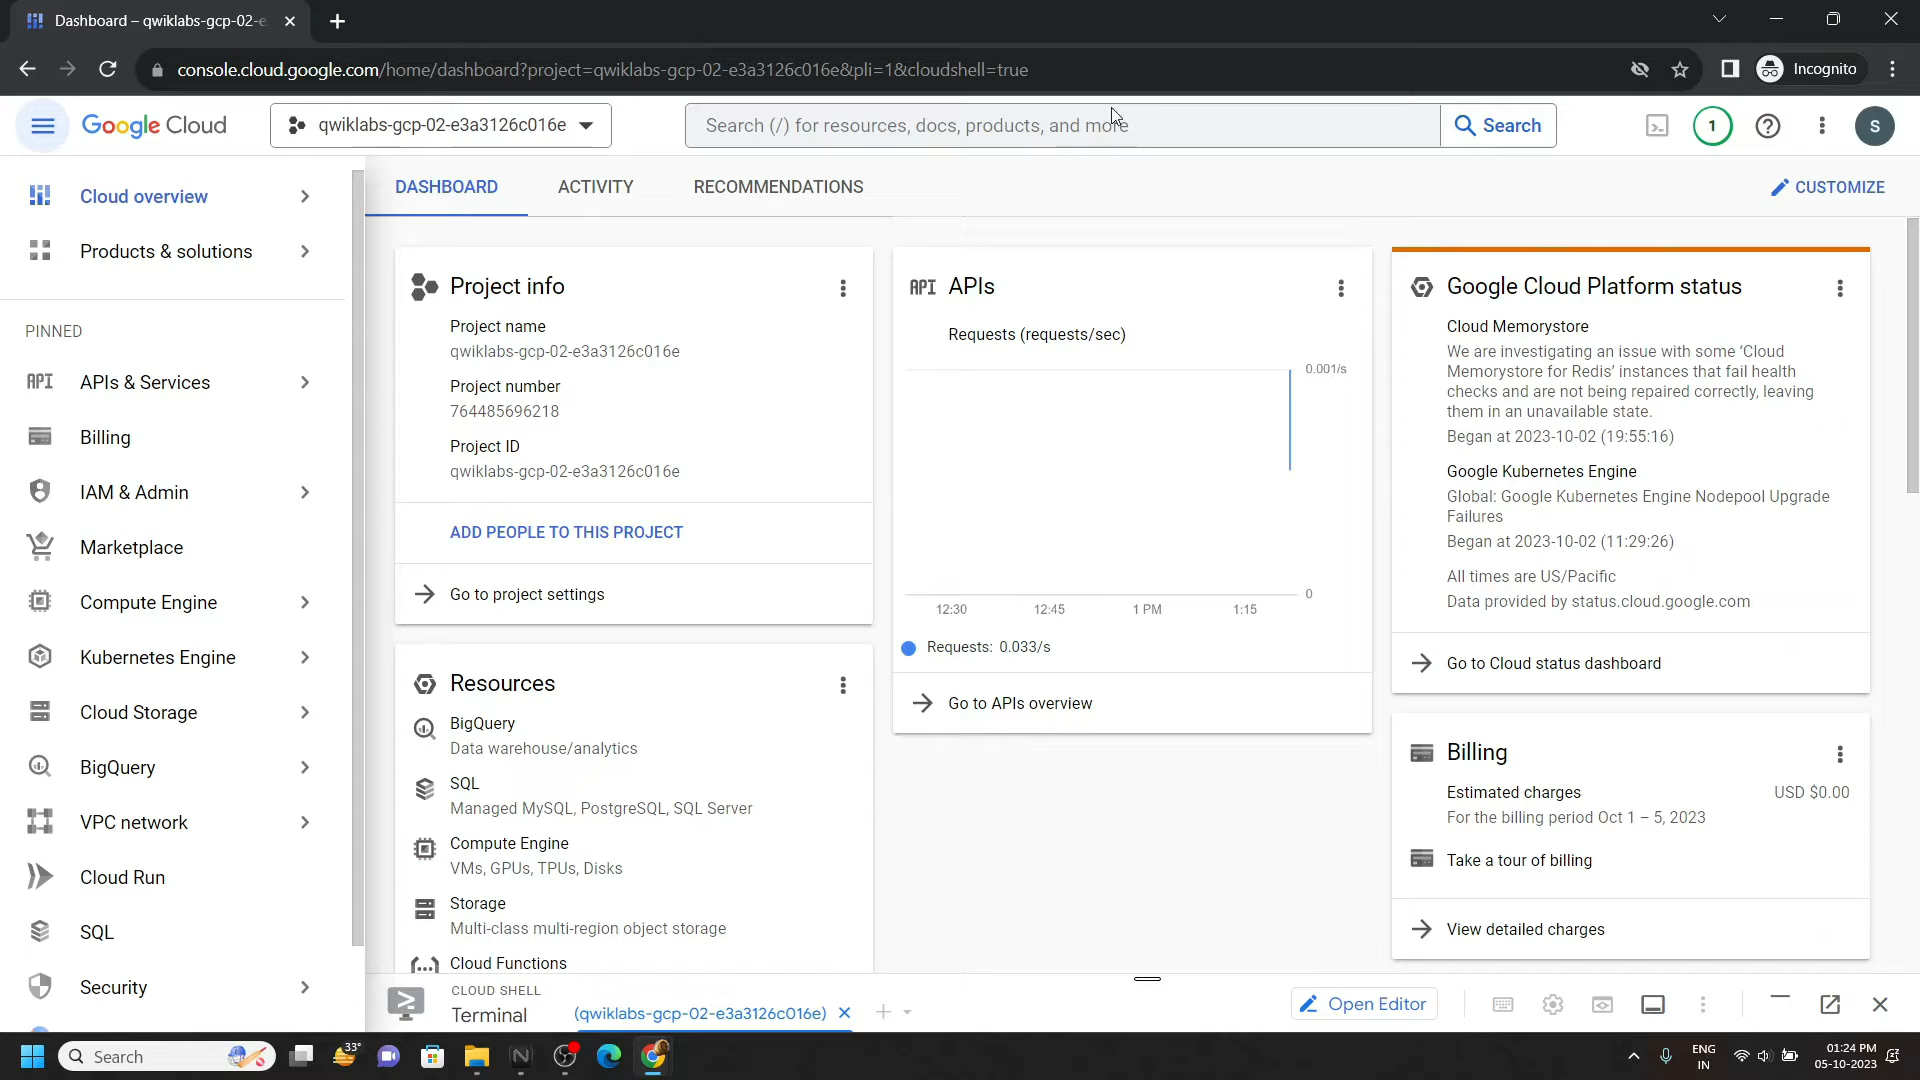 Dashboard – qwiklabs-gcp-02-e
console.cloud.google.com/home/dashboard?project=qwiklabs-gcp-02-e3a3126c016e&pli=1&cloudshell=true
Incognito
Google Cloud
qwiklabs-gcp-02-e3a3126c016e
Search (/) for resources, docs, products, and more
Search
1
S
Cloud overview
Products & solutions
PINNED
API APIs & Services
Billing
IAM & Admin
Marketplace
Compute Engine
Kubernetes Engine
Cloud Storage
BigQuery
VPC network
Cloud Run
SQL
Security
DASHBOARD
ACTIVITY
RECOMMENDATIONS
CUSTOMIZE
Project info
Project name
qwiklabs-gcp-02-e3a3126c016e
Project number
764485696218
Project ID
qwiklabs-gcp-02-e3a3126c016e
ADD PEOPLE TO THIS PROJECT
Go to project settings
Resources
BigQuery
Data warehouse/analytics
SQL
Managed MySQL, PostgreSQL, SQL Server
Compute Engine
VMs, GPUs, TPUs, Disks
Storage
Multi-class multi-region object storage
Cloud Functions
API APIs
Requests (requests/sec)
0.001/s
0
12:30
12:45
1 PM
1:15
Requests: 0.033/s
Go to APIs overview
Google Cloud Platform status
Cloud Memorystore
We are investigating an issue with some ‘Cloud
Memorystore for Redis’ instances that fail health
checks and are not being repaired correctly, leaving
them in an unavailable state.
Began at 2023-10-02 (19:55:16)
Google Kubernetes Engine
Global: Google Kubernetes Engine Nodepool Upgrade
Failures
Began at 2023-10-02 (11:29:26)
All times are US/Pacific
Data provided by status.cloud.google.com
Go to Cloud status dashboard
Billing
Estimated charges
USD $0.00
For the billing period Oct 1 – 5, 2023
Take a tour of billing
View detailed charges
CLOUD SHELL
Terminal
(qwiklabs-gcp-02-e3a3126c016e)
Open Editor
Search
33°
ENG
IN
01:24 PM
05-10-2023